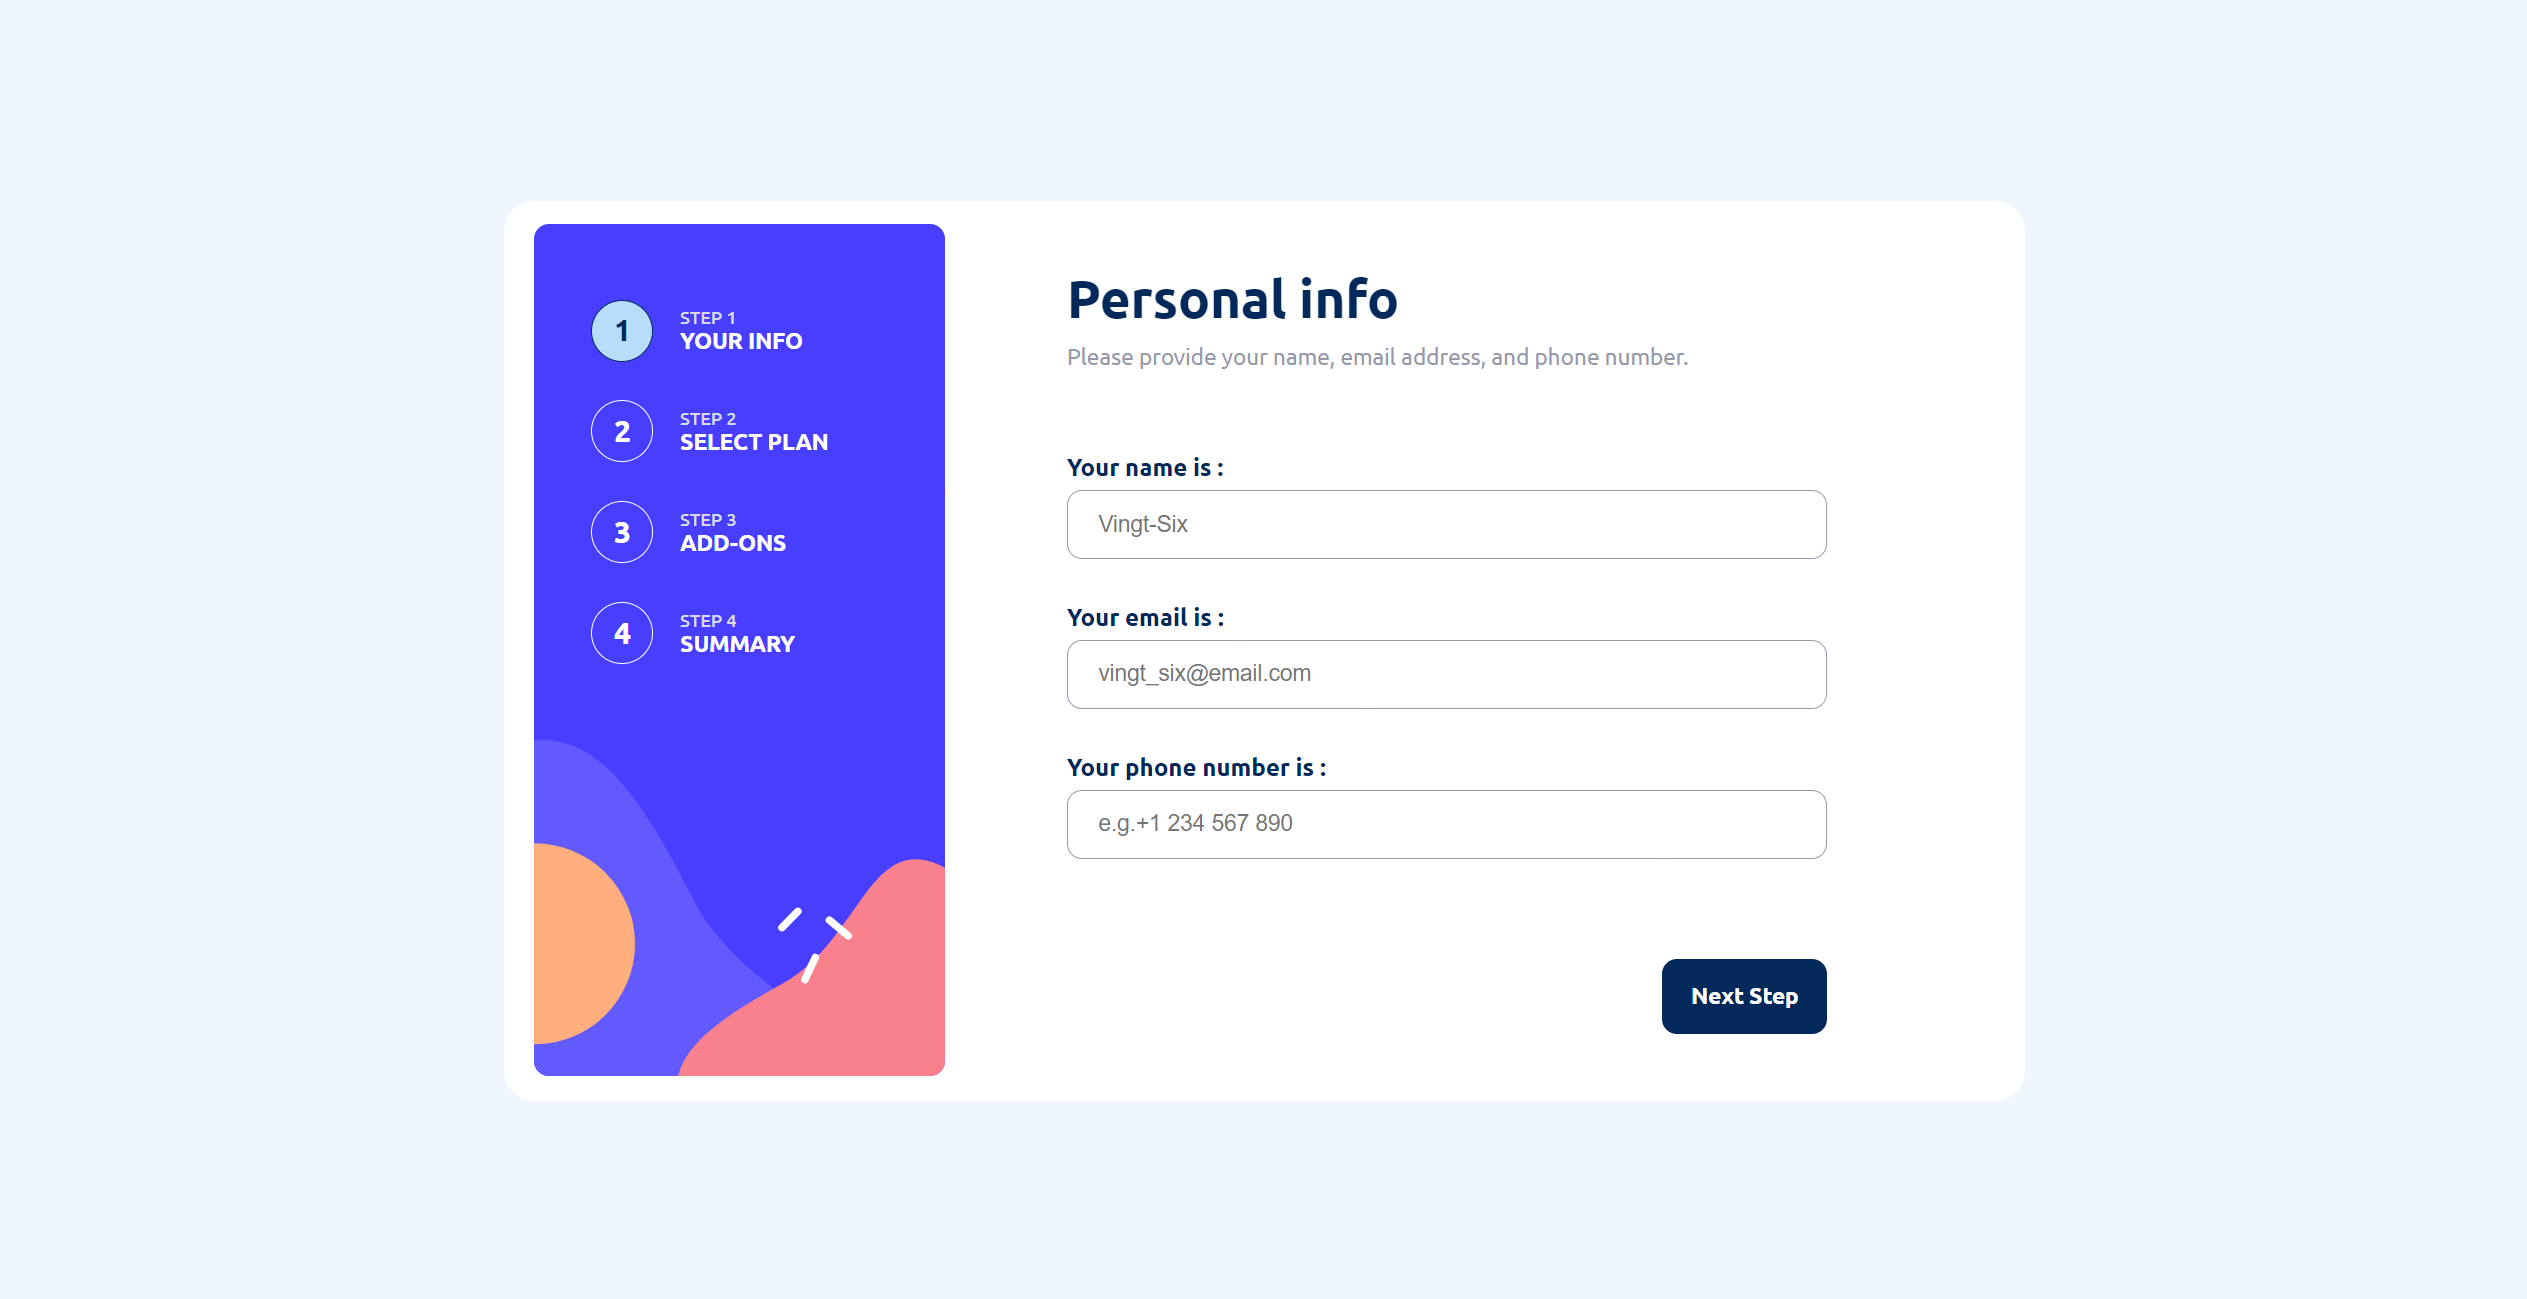 1
STEP 1
YOUR INFO
2
STEP 2
SELECT PLAN
3
STEP 3
ADD-ONS
4
STEP 4
SUMMARY
Personal info
Please provide your name, email address, and phone number.
Your name is :
Vingt-Six
Your email is :
vingt_six@email.com
Your phone number is :
e.g.+1 234 567 890
Next Step